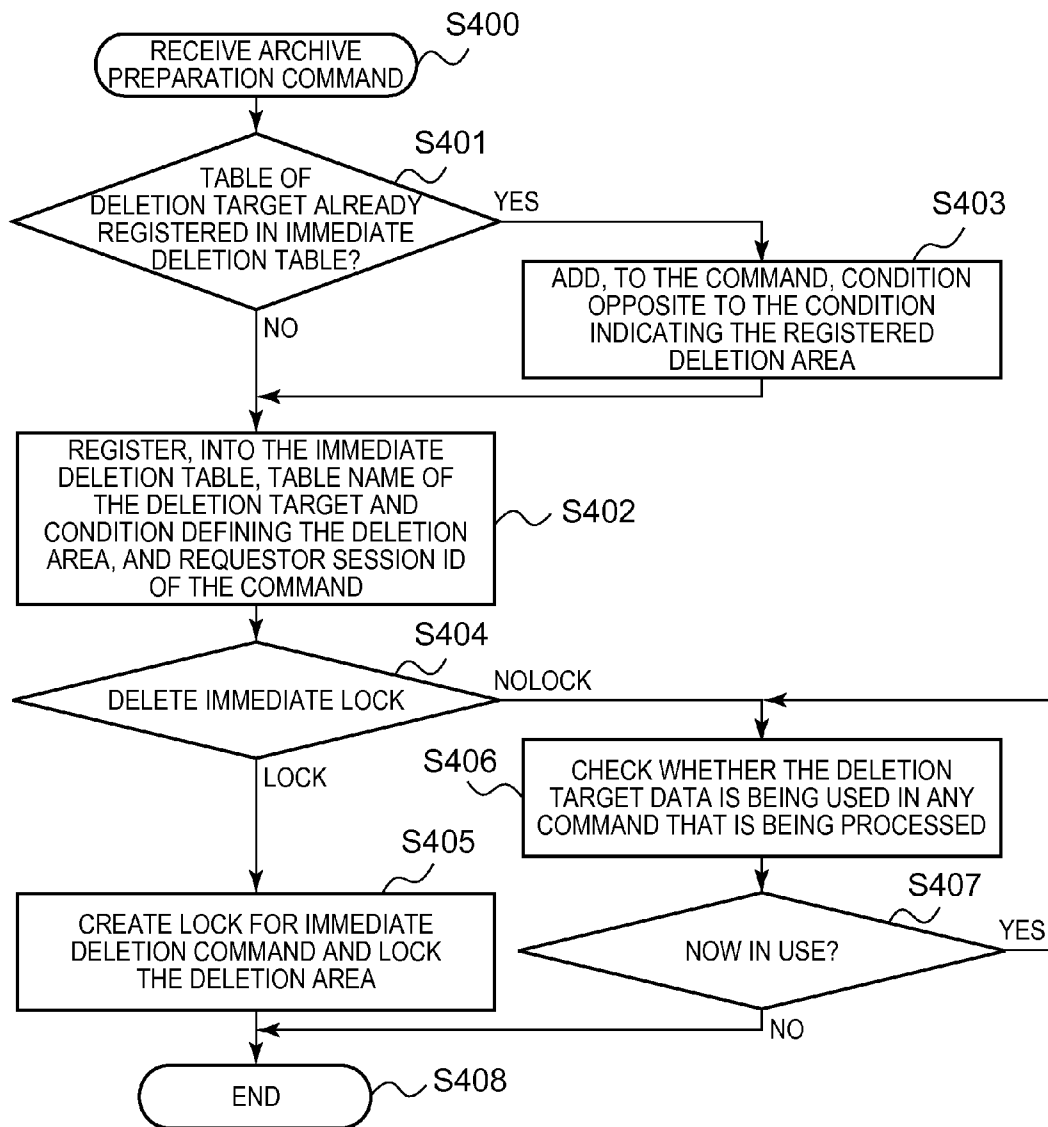 S400
RECEIVE ARCHIVE
PREPARATION COMMAND
S401
TABLE OF
DELETION TARGET ALREADY
REGISTERED IN IMMEDIATE
DELETION TABLE?
YES
NO
S403
ADD, TO THE COMMAND, CONDITION
OPPOSITE TO THE CONDITION
INDICATING THE REGISTERED
DELETION AREA
REGISTER, INTO THE IMMEDIATE
DELETION TABLE, TABLE NAME OF
THE DELETION TARGET AND
CONDITION DEFINING THE DELETION
AREA, AND REQUESTOR SESSION ID
OF THE COMMAND
S402
S404
DELETE IMMEDIATE LOCK
NOLOCK
LOCK
S406
CHECK WHETHER THE DELETION
TARGET DATA IS BEING USED IN ANY
COMMAND THAT IS BEING PROCESSED
S405
CREATE LOCK FOR IMMEDIATE
DELETION COMMAND AND LOCK
THE DELETION AREA
S407
NOW IN USE?
YES
NO
END
S408